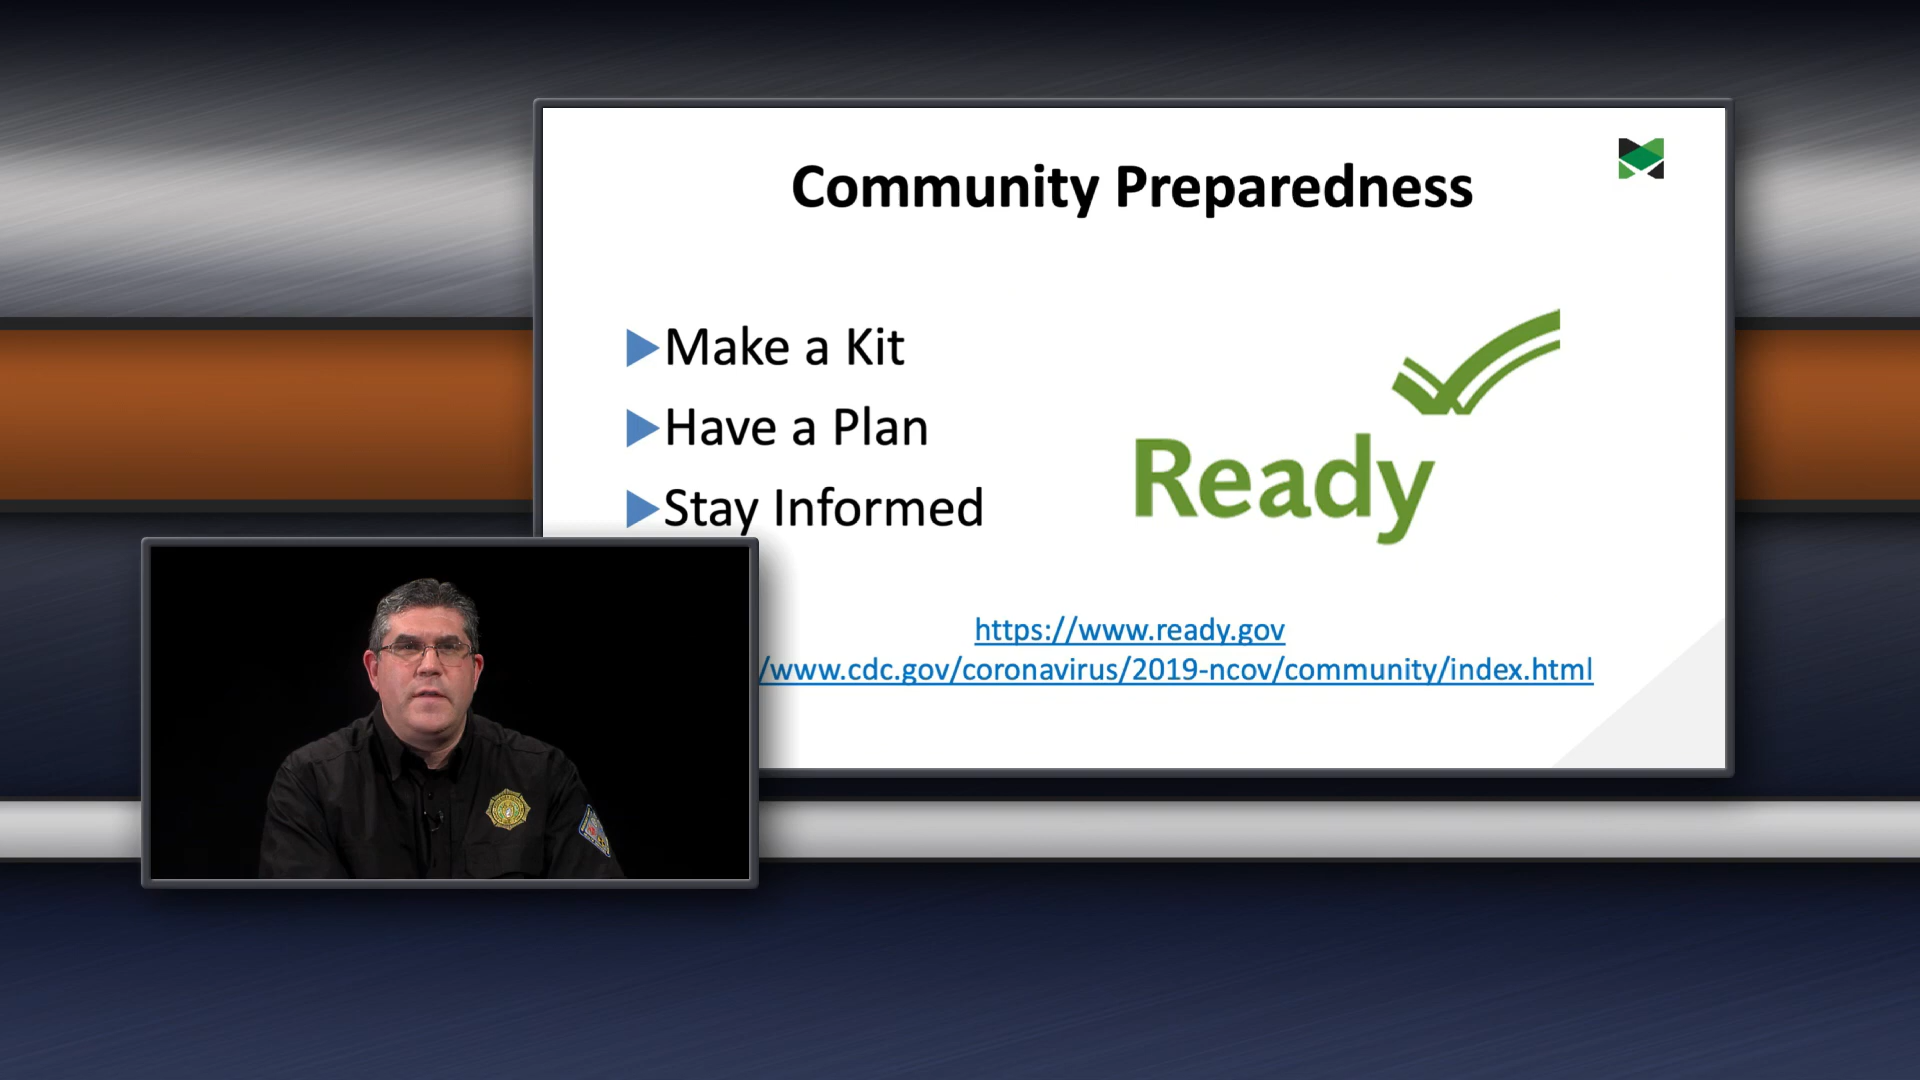 Community Preparedness
Make a Kit
Have a Plan
Stay Informed
Ready
https://www.ready.gov
/www.cdc.gov/coronavirus/2019-ncov/community/index.html